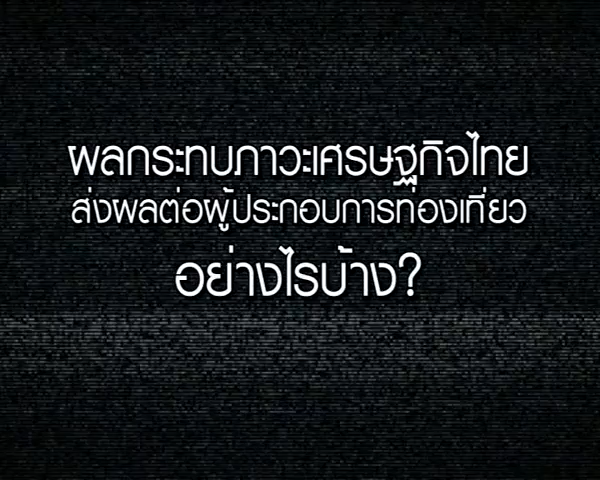 ผลกระทบภาวะเศรษฐกิจไทย
ส่งผลต่อผู้ประกอบการท่องเที่ยว
อย่างไรบ้าง?